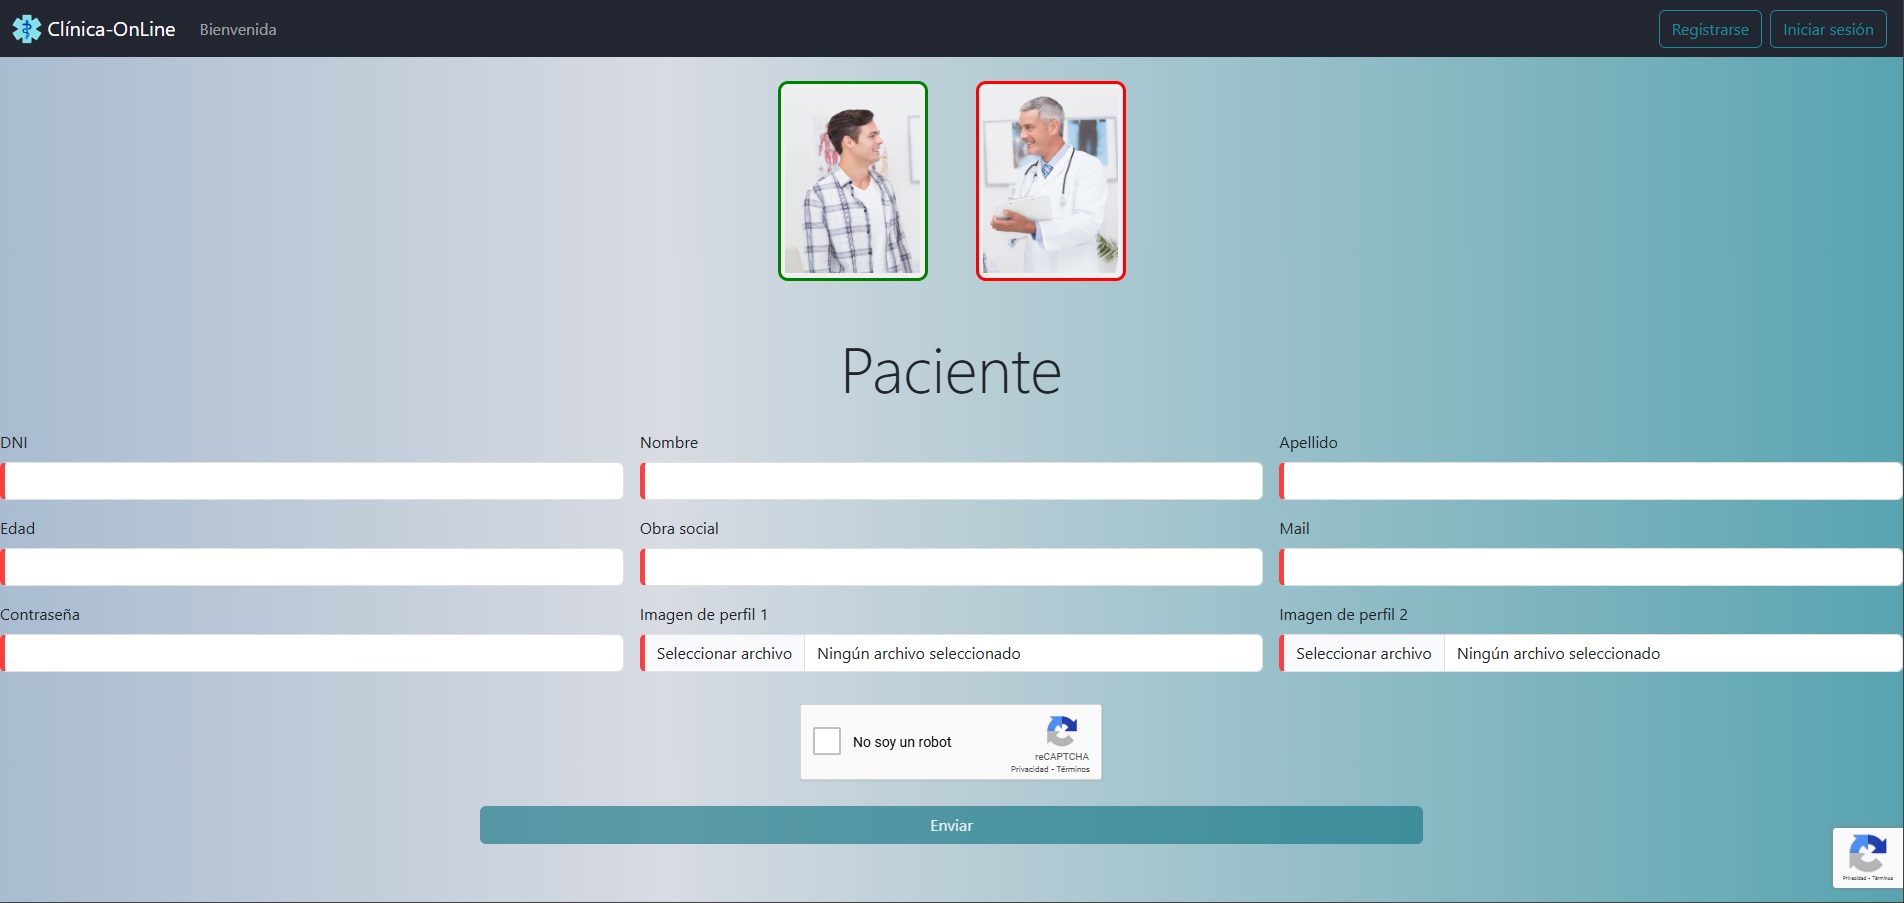 Clínica-OnLine Bienvenida Registrarse Iniciar sesión
Paciente
DNI Nombre Apellido
Edad Obra social Mail
Contraseña Imagen de perfil 1 Imagen de perfil 2
Seleccionar archivo Ningún archivo seleccionado Seleccionar archivo Ningún archivo seleccionado
No soy un robot
reCAPTCHA
Privacidad - Términos
Enviar
Privacidad - Términos